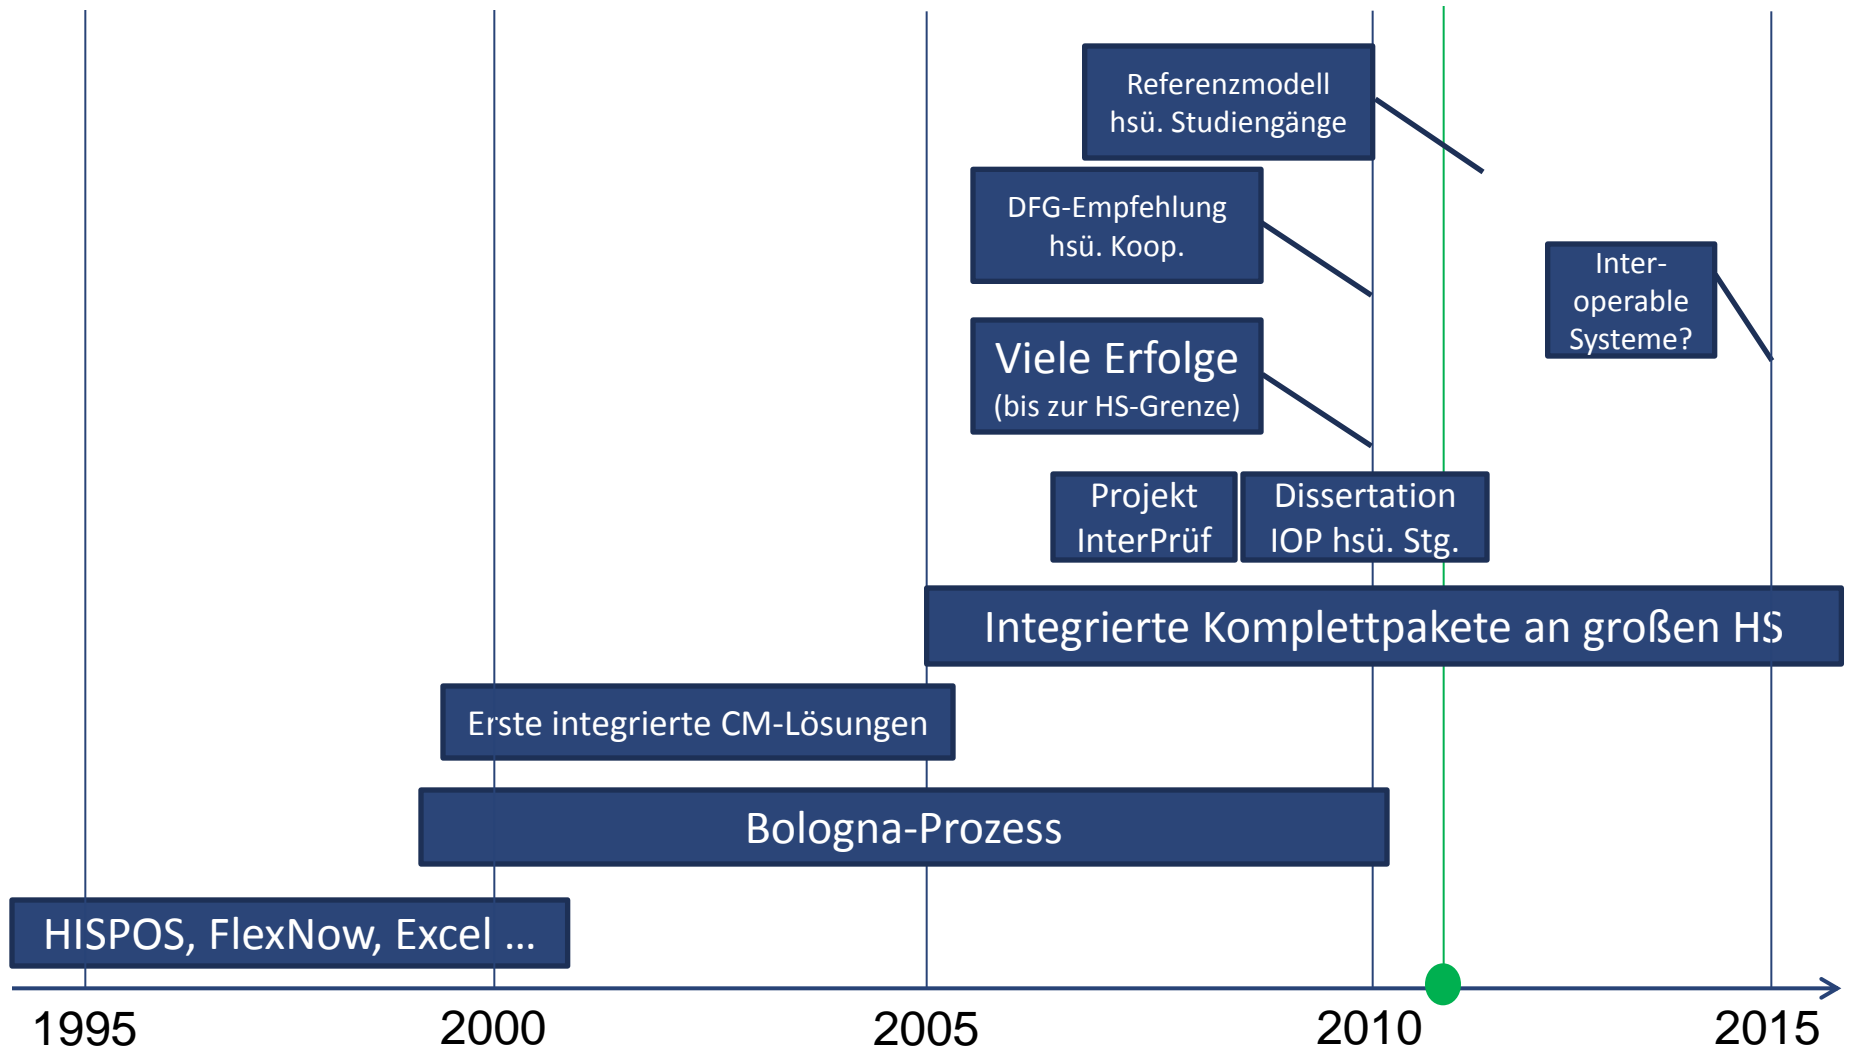 Referenzmodell
hsü. Studiengänge
DFG-Empfehlung
hsü. Koop.
Inter-
operable
Systeme?
Viele Erfolge
(bis zur HS-Grenze)
Projekt
InterPrüf
Dissertation
IOP hsü. Stg.
Integrierte Komplettpakete an großen HS
Erste integrierte CM-Lösungen
Bologna-Prozess
HISPOS, FlexNow, Excel ...
1995 2000 2005 2010 2015